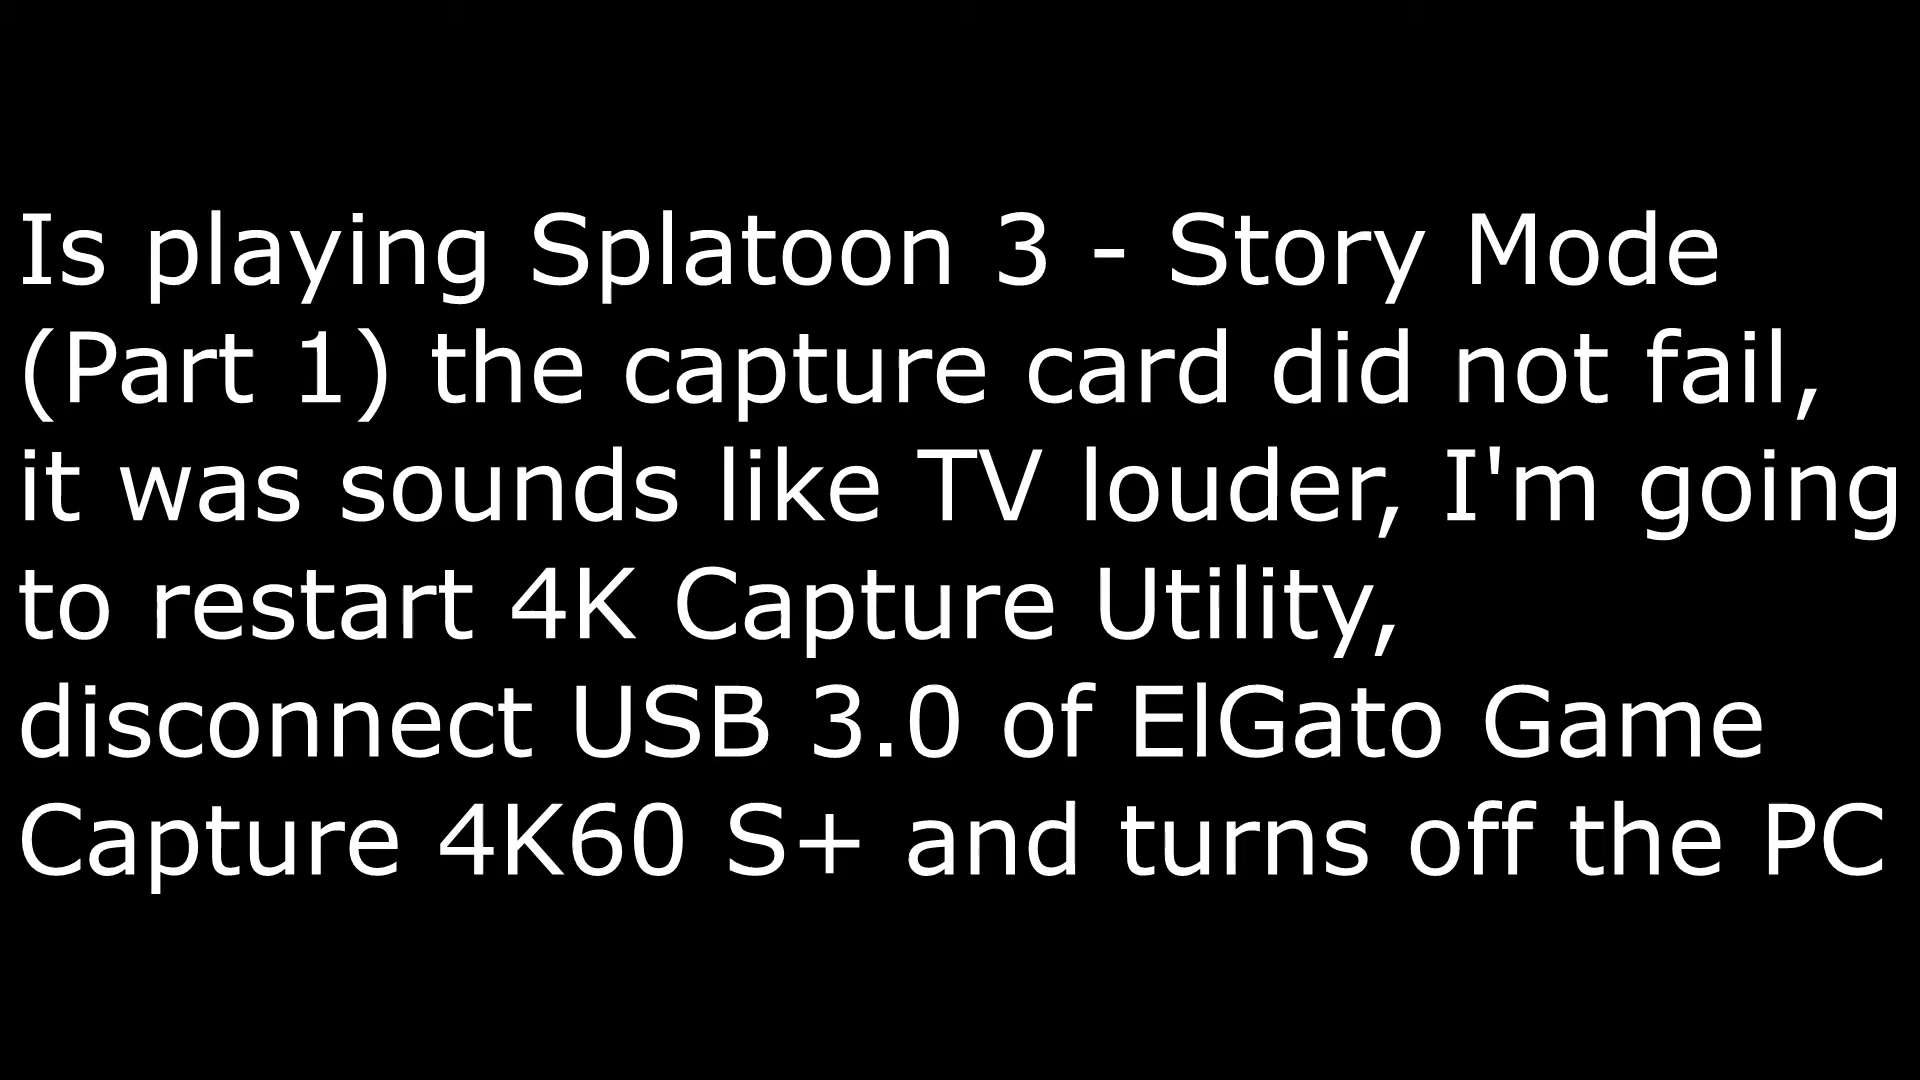 Is playing Splatoon 3 - Story Mode
(Part 1) the capture card did not fail,
it was sounds like TV louder, I'm going
to restart 4K Capture Utility,
disconnect USB 3.0 of ElGato Game
Capture 4K60 S+ and turns off the PC